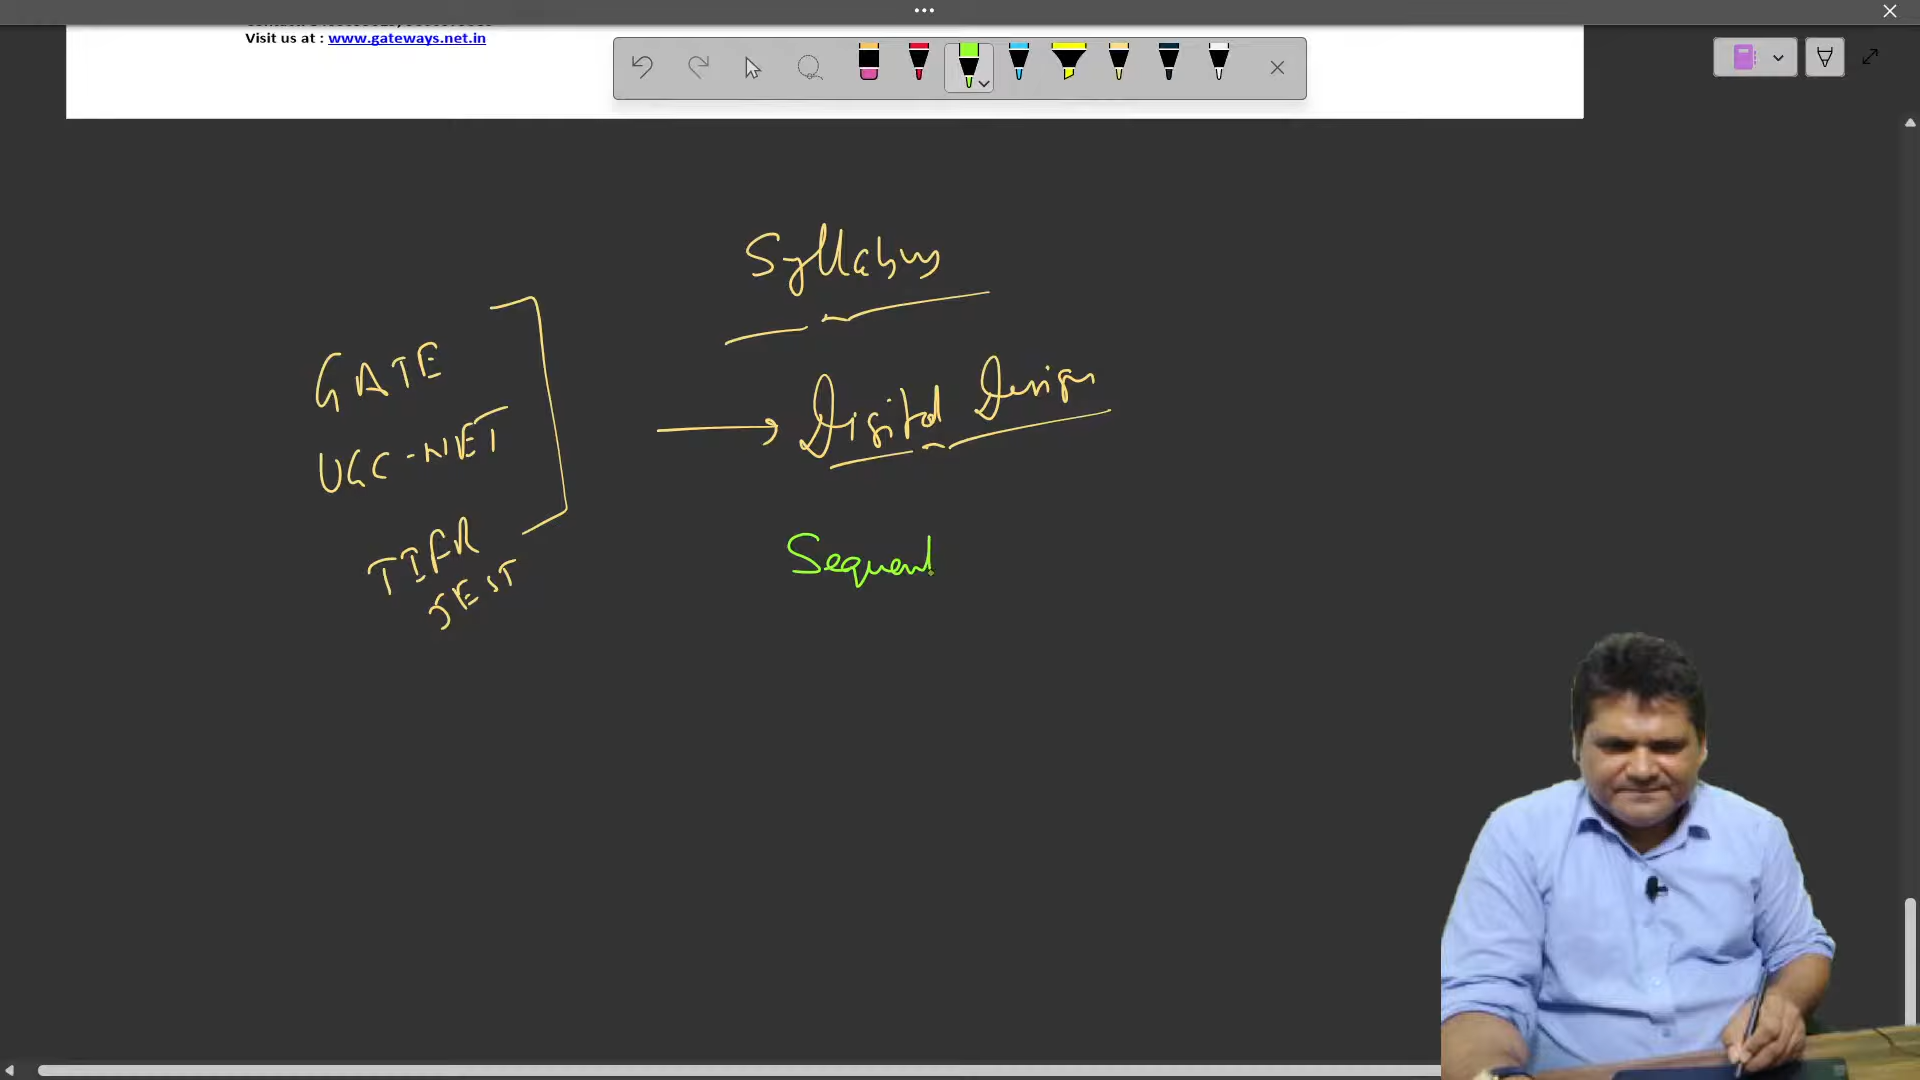 Visit us at : www.gateways.net.in
Syllabus
GATE
UGC-NET
TIFR
JEST
Digital Design
Sequent